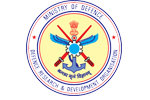 MINISTRY OF DEFENCE
DEFENCE RESEARCH & DEVELOPMENT ORGANISATION